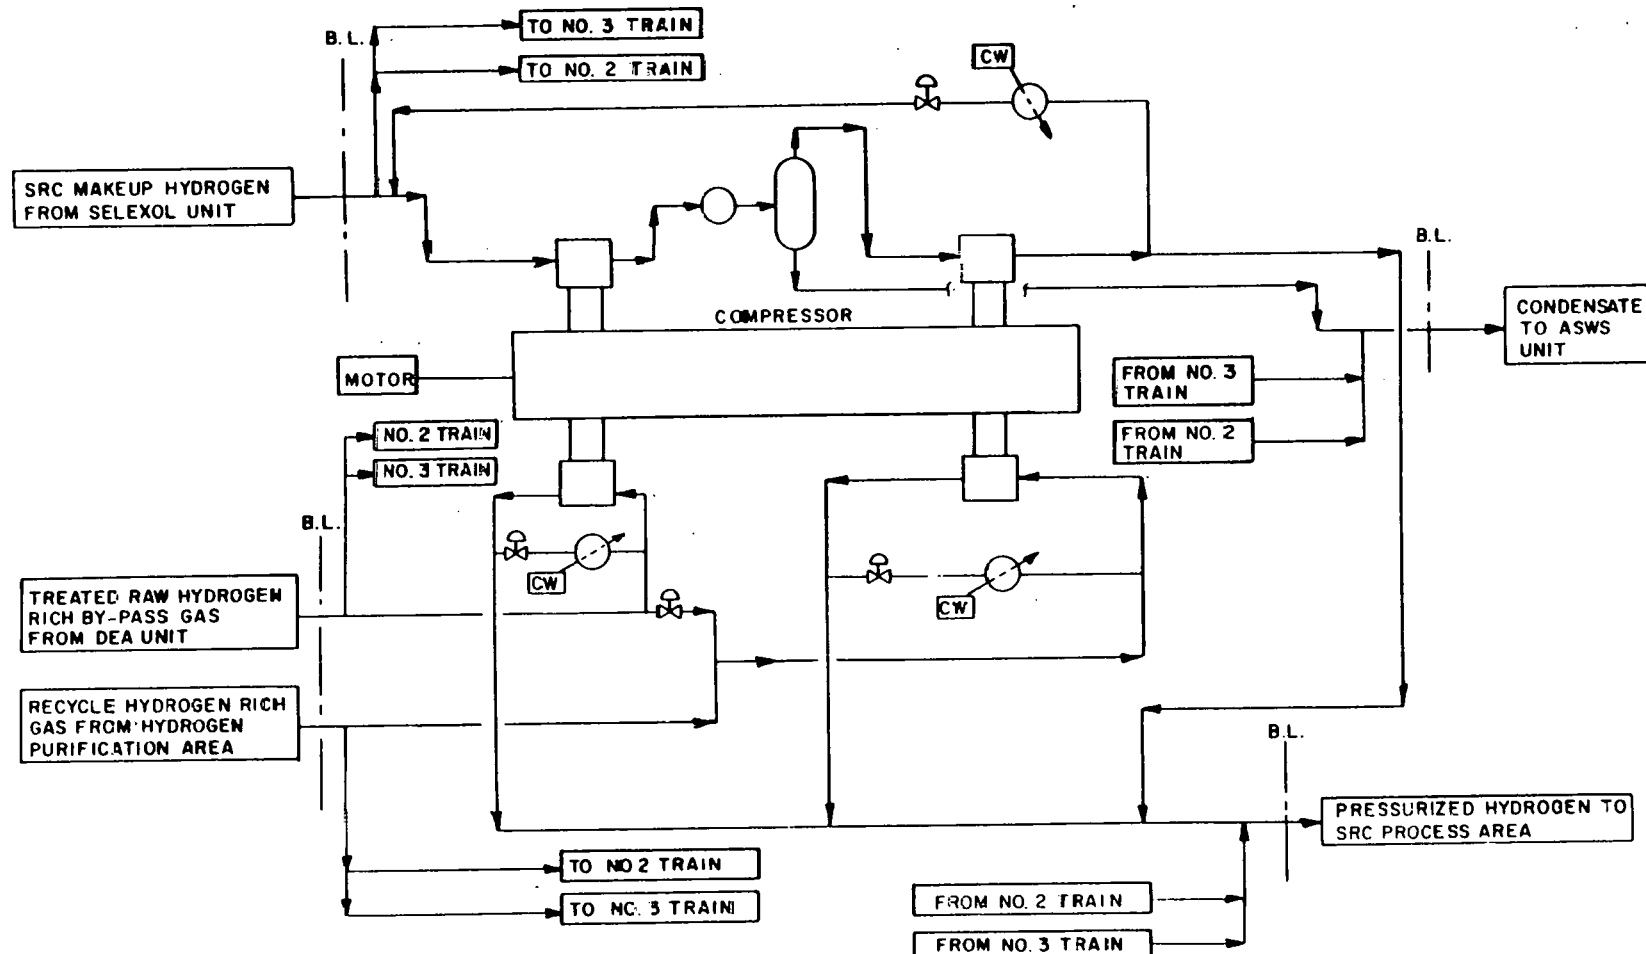 TO NO. 3 TRAIN
B.L.
TO NO. 2 TRAIN
CW
SRC MAKEUP HYDROGEN
FROM SELEXOL UNIT
B.L.
COMPRESSOR
CONDENSATE
TO ASWS
UNIT
MOTOR
FROM NO. 3
TRAIN
FROM NO. 2
TRAIN
NO. 2 TRAIN
NO. 3 TRAIN
B.L.
CW
CW
TREATED RAW HYDROGEN
RICH BY-PASS GAS
FROM DEA UNIT
RECYCLE HYDROGEN RICH
GAS FROM HYDROGEN
PURIFICATION AREA
B.L.
PRESSURIZED HYDROGEN TO
SRC PROCESS AREA
TO NO 2 TRAIN
TO NO. 3 TRAIN
FROM NO. 2 TRAIN
FROM NO. 3 TRAIN